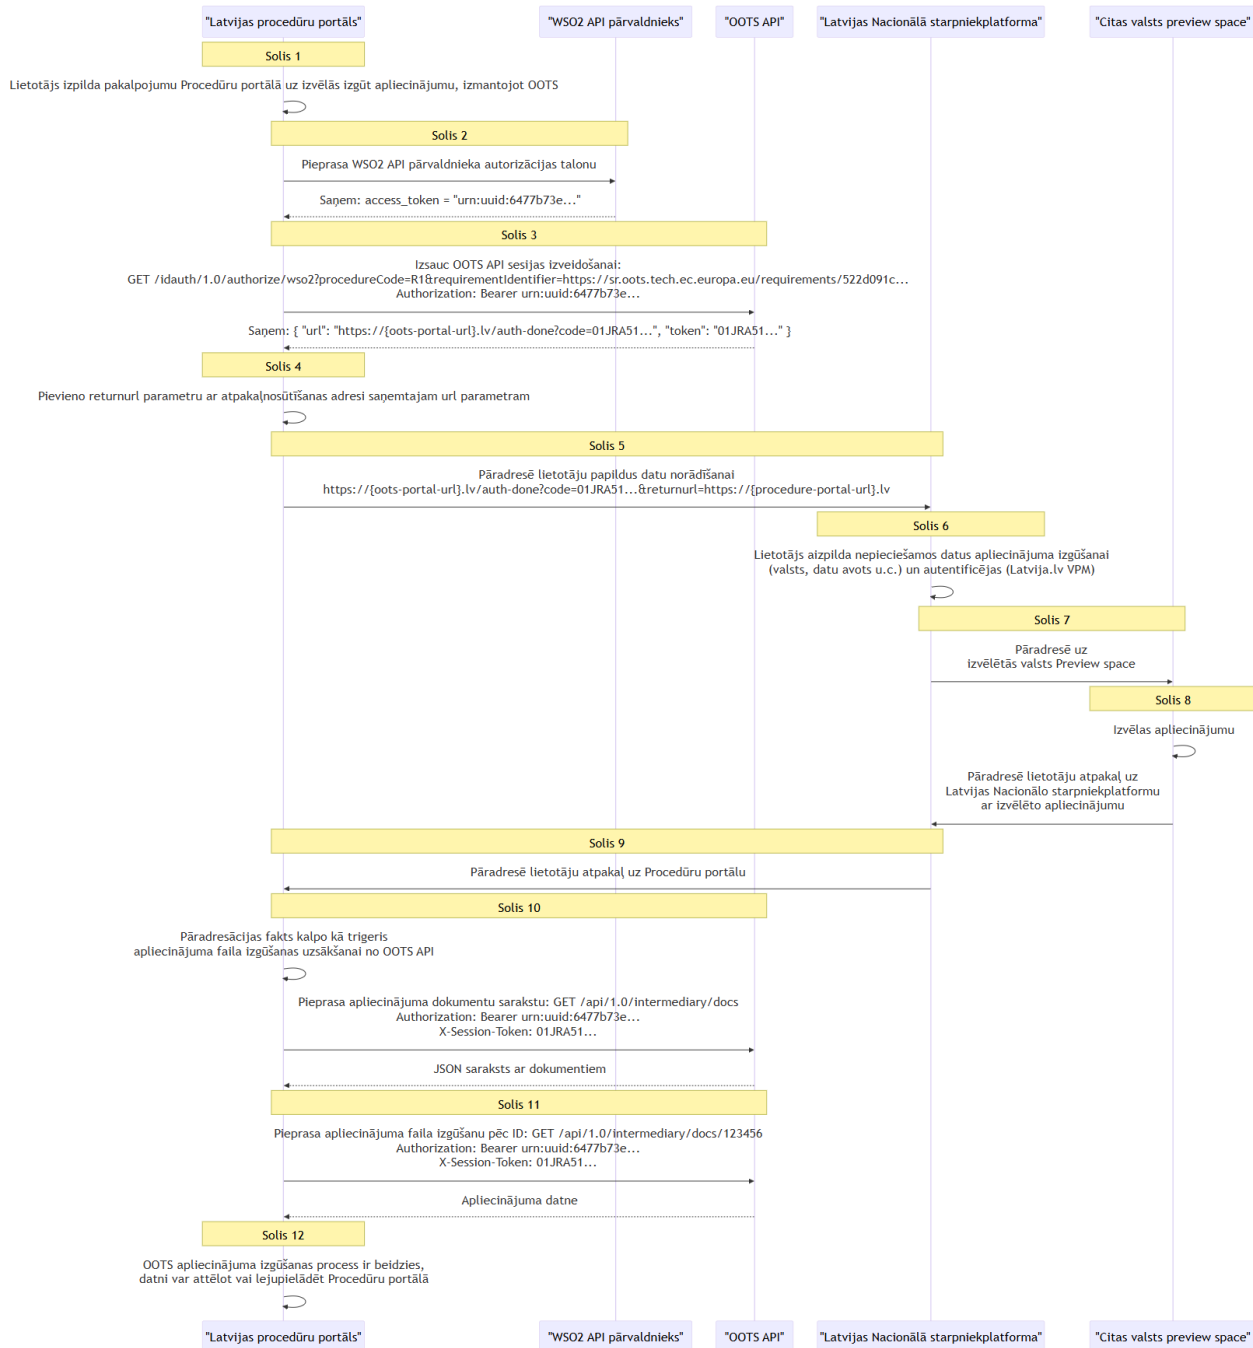 "Latvijas procedūru portāls"
"WSO2 API pārvaldnieks"
"OOTS API"
"Latvijas Nacionālā starpniekplatforma"
"Citas valsts preview space"
Solis 1
Lietotājs izpilda pakalpojumu Procedūru portālā uz izvēlās izgūt apliecinājumu, izmantojot OOTS
Solis 2
Pieprasa WSO2 API pārvaldnieka autorizācijas talonu
Saņem: access_token = "urn:uuid:6477b73e..."
Solis 3
Izsauc OOTS API sesijas izveidošanai:
GET /idauth/1.0/authorize/wso2?procedureCode=R1&requirementIdentifier=https://sr.oots.tech.ec.europa.eu/requirements/522d091c...
Authorization: Bearer urn:uuid:6477b73e...
Saņem: { "url": "https://{oots-portal-url}.lv/auth-done?code=01JRA51...", "token": "01JRA51..." }
Solis 4
Pievieno returnurl parametru ar atpakaļnosūtīšanas adresi saņemtajam url parametram
Solis 5
Pāradresē lietotāju papildus datu norādīšanai
https://{oots-portal-url}.lv/auth-done?code=01JRA51...&returnurl=https://{procedure-portal-url}.lv
Solis 6
Lietotājs aizpilda nepieciešamos datus apliecinājuma izgūšanai
(valsts, datu avots u.c.) un autentificējas (Latvija.lv VPM)
Solis 7
Pāradresē uz
izvēlētās valsts Preview space
Solis 8
Izvēlas apliecinājumu
Pāradresē lietotāju atpakaļ uz
Latvijas Nacionālo starpniekplatformu
ar izvēlēto apliecinājumu
Solis 9
Pāradresē lietotāju atpakaļ uz Procedūru portālu
Solis 10
Pāradresācijas fakts kalpo kā trigeris
apliecinājuma faila izgūšanas uzsākšanai no OOTS API
Pieprasa apliecinājuma dokumentu sarakstu: GET /api/1.0/intermediary/docs
Authorization: Bearer urn:uuid:6477b73e...
X-Session-Token: 01JRA51...
JSON saraksts ar dokumentiem
Solis 11
Pieprasa apliecinājuma faila izgūšanu pēc ID: GET /api/1.0/intermediary/docs/123456
Authorization: Bearer urn:uuid:6477b73e...
X-Session-Token: 01JRA51...
Apliecinājuma datne
Solis 12
OOTS apliecinājuma izgūšanas process ir beidzies,
datni var attēlot vai lejupielādēt Procedūru portālā
"Latvijas procedūru portāls"
"WSO2 API pārvaldnieks"
"OOTS API"
"Latvijas Nacionālā starpniekplatforma"
"Citas valsts preview space"